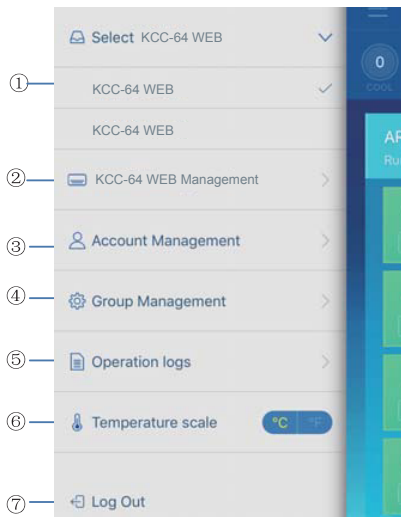 Select KCC-64 WEB
① KCC-64 WEB
KCC-64 WEB
② KCC-64 WEB Management
③ Account Management
④ Group Management
⑤ Operation logs
⑥ Temperature scale °C °F
⑦ Log Out
0
COOL
AR
Ru